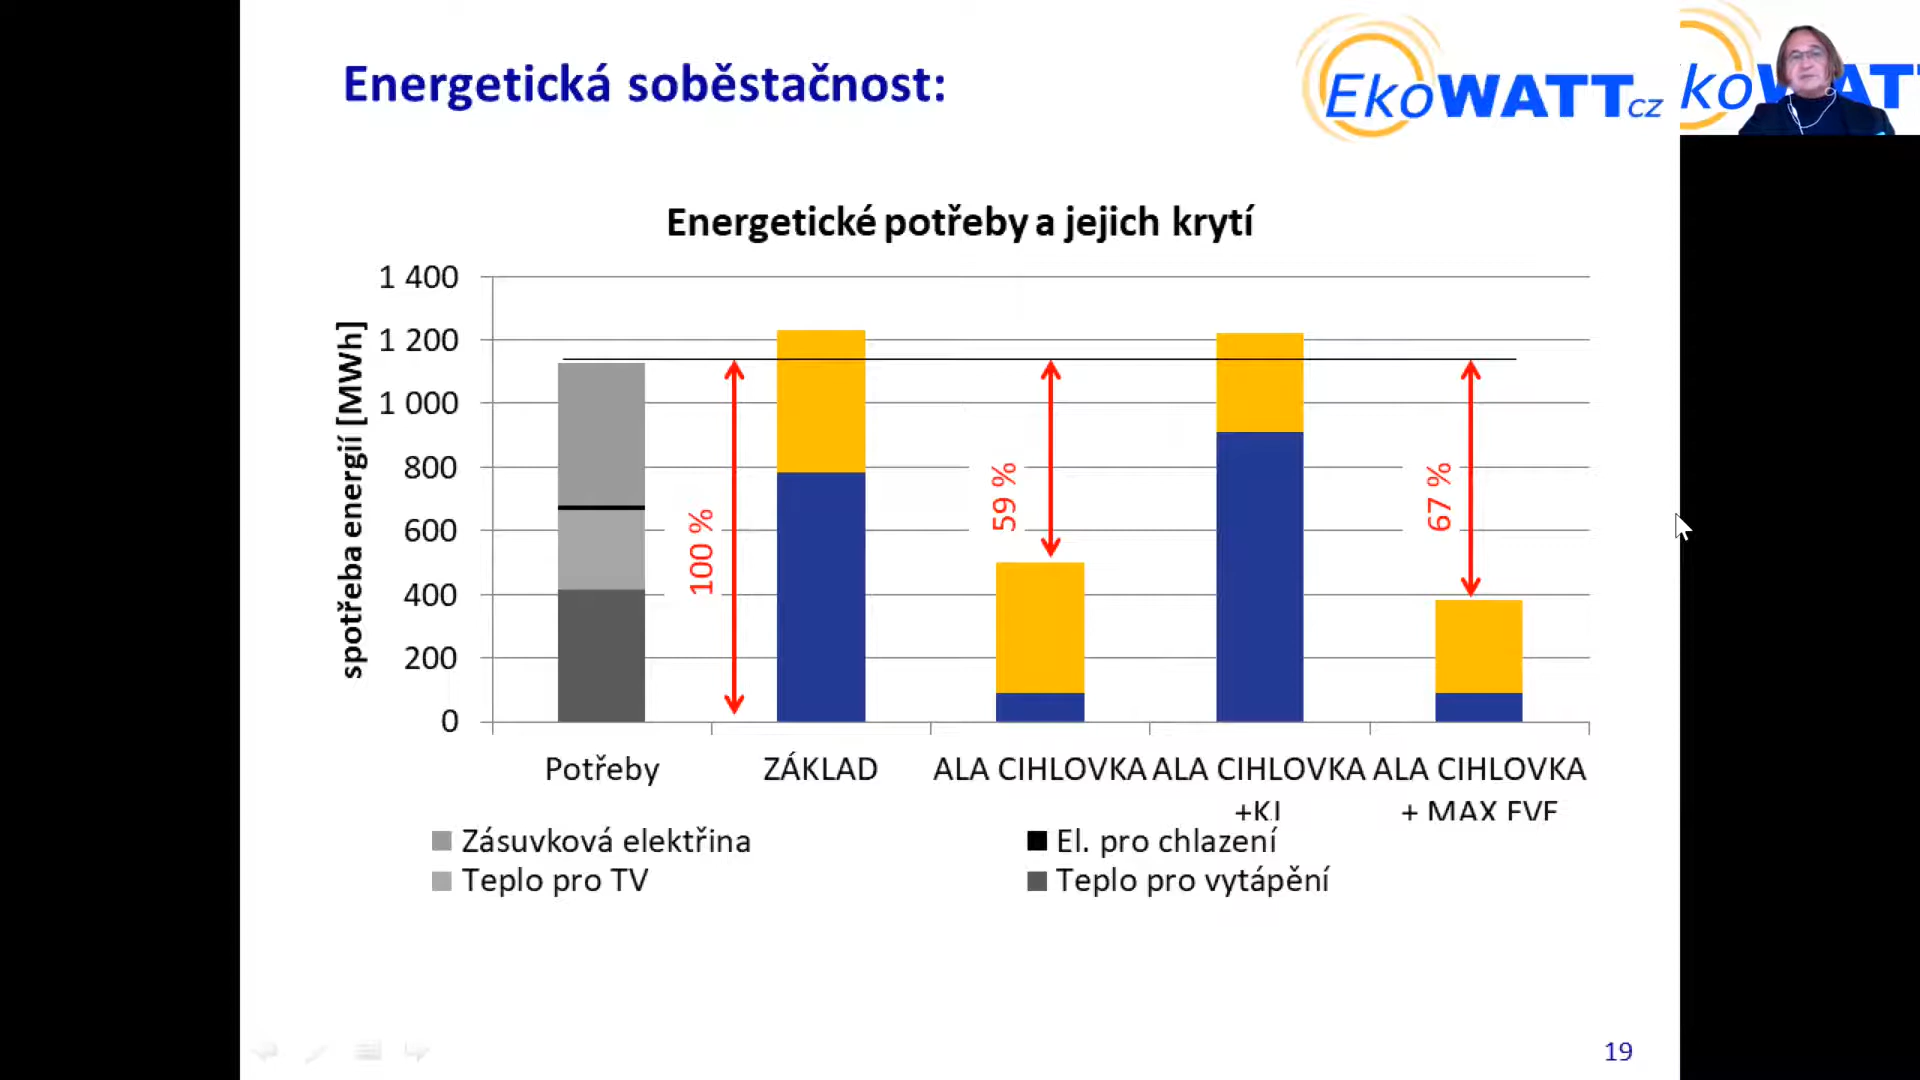 Energetická soběstačnost:
EkoWATT CZ
Energetické potřeby a jejich krytí
spotřeba energií [MWh]
1 400
1 200
1 000
800
600
400
200
0
100 %
59 %
67 %
Potřeby
ZÁKLAD
ALA CIHLOVKA
ALA CIHLOVKA
ALA CIHLOVKA
+ MAX FVE
Zásuvková elektřina
El. pro chlazení
Teplo pro TV
Teplo pro vytápění
19